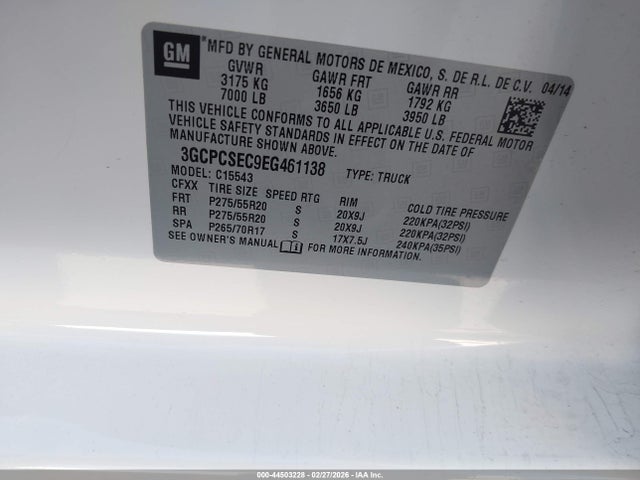 GM
*MFD BY GENERAL MOTORS DE MEXICO, S. DE R.L. DE C.V. 04/14
GVWR GAWR FRT GAWR RR
3175 KG 1656 KG 1792 KG
7000 LB 3650 LB 3950 LB
THIS VEHICLE CONFORMS TO ALL APPLICABLE U.S. FEDERAL MOTOR
VEHICLE SAFETY STANDARDS IN EFFECT ON THE DATE OF
MANUFACTURE SHOWN ABOVE.
3GCPCSEC9EG461138 TYPE: TRUCK
MODEL: C15543
CFXX TIRE SIZE SPEED RTG RIM COLD TIRE PRESSURE
FRT P275/55R20 S 20X9J 220KPA(32PSI)
RR P275/55R20 S 20X9J 220KPA(32PSI)
SPA P265/70R17 S 17X7.5J 240KPA(35PSI)
SEE OWNER'S MANUAL FOR MORE INFORMATION.
000-44503228 - 02/27/2026 - IAA Inc.